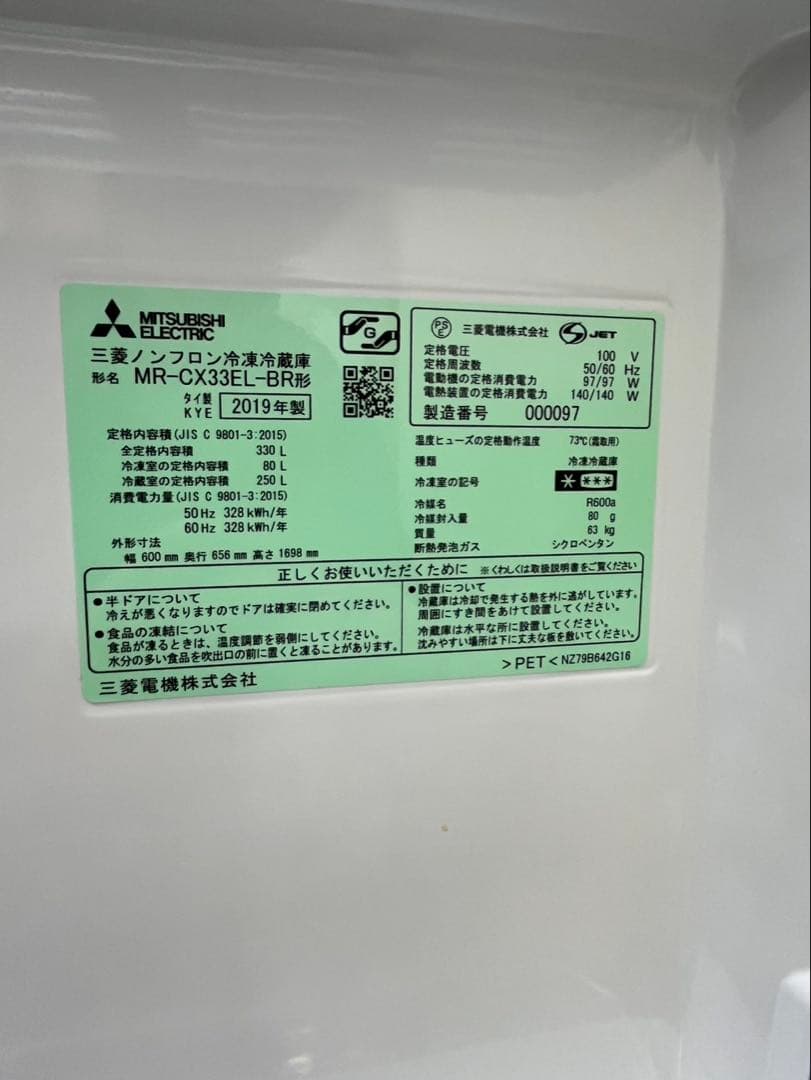 MITSUBISHI
ELECTRIC
三菱ノンフロン冷凍冷蔵庫
形名 MR-CX33EL-BR形
タイ製
KYE 2019年製
G
定格内容積(JIS C 9801-3:2015)
全定格内容積 330 L
冷凍室の定格内容積 80 L
冷蔵室の定格内容積 250 L
消費電力量(JIS C 9801-3:2015)
50Hz 328 kWh/年
60Hz 328 kWh/年
外形寸法
幅 600 mm 奥行 656 mm 高さ 1698 mm
PSE 三菱電機株式会社 JET
定格電圧 100 V
定格周波数 50/60 Hz
電動機の定格消費電力 97/97 W
電熱装置の定格消費電力 140/140 W
製造番号 000097
温度ヒューズの定格動作温度 73℃(霜取用)
種類 冷凍冷蔵庫
冷凍室の記号 * ***
冷媒名 R600a
冷媒封入量 80 g
質量 63 kg
断熱発泡ガス シクロペンタン
正しくお使いいただくために ※くわしくは取扱説明書をご覧ください
●半ドアについて
冷えが悪くなりますのでドアは確実に閉めてください。
●食品の凍結について
食品が凍るときは、温度調節を弱側にしてください。
水分の多い食品を吹出口の前に置くと凍ることがあります。
●設置について
冷蔵庫は冷却で発生する熱を外に逃がしています。
周囲にすき間をあけて設置してください。
冷蔵庫は水平な所に設置してください。
沈みやすい場所は下に丈夫な板を敷いてください。
三菱電機株式会社
>PET< NZ79B642G16